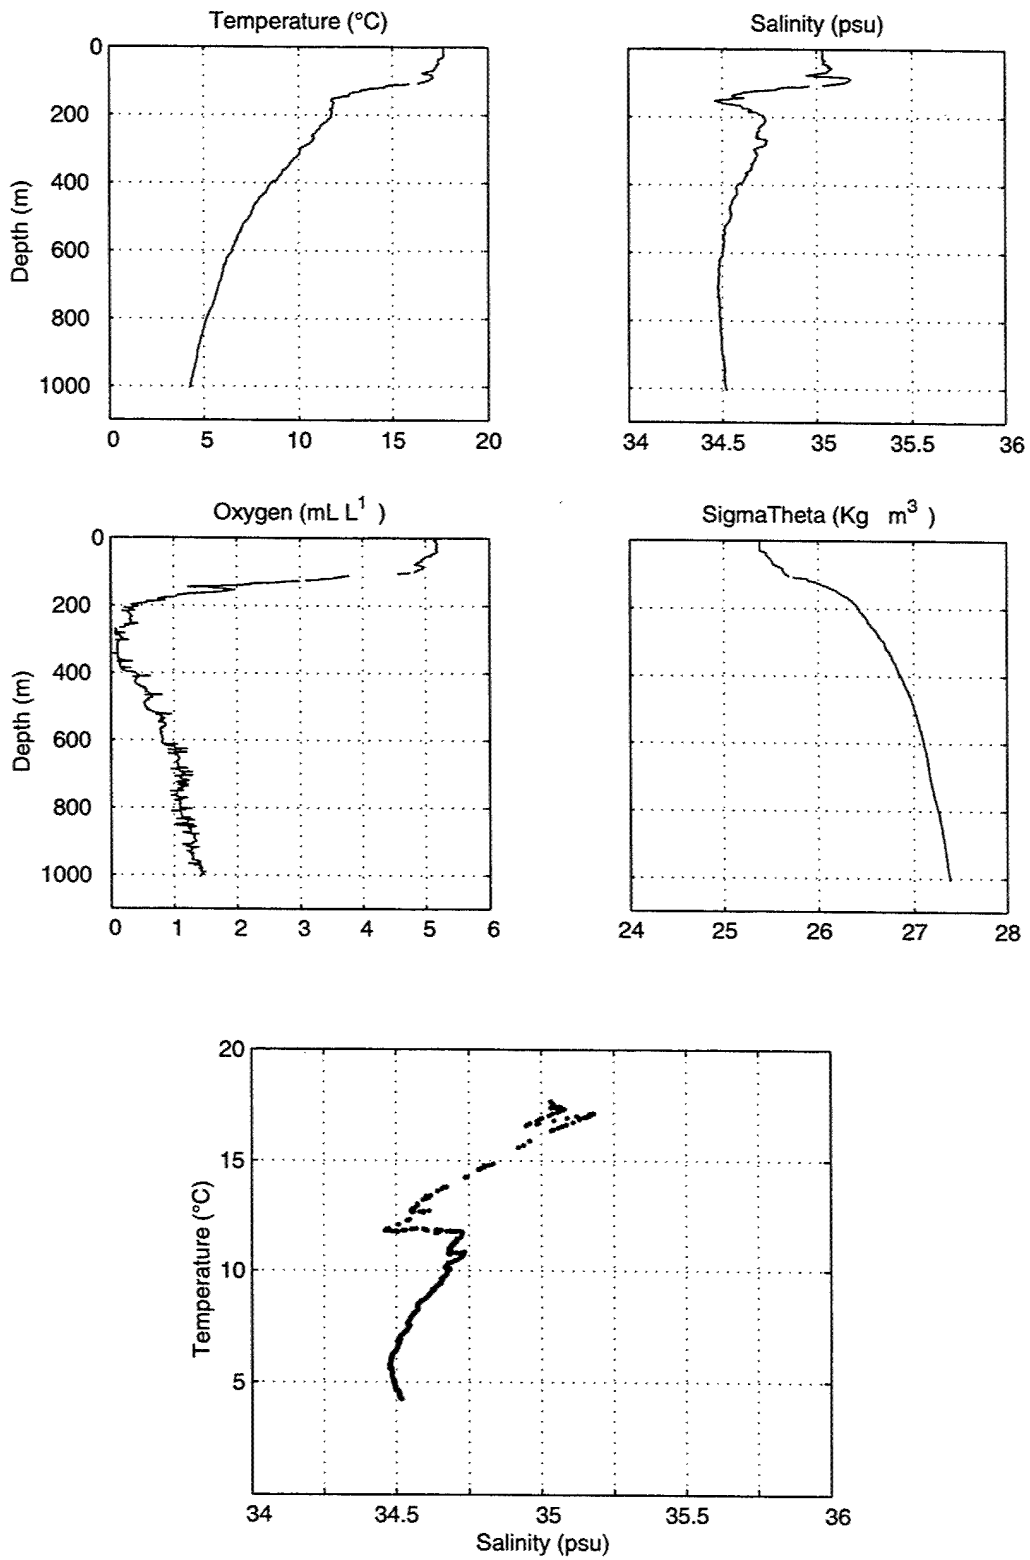 Temperature (°C)
Salinity (psu)
0
200
400
600
800
1000
Depth (m)
0 5 10 15 20
34 34.5 35 35.5 36
Oxygen (mL L1 )
SigmaTheta (Kg m3 )
0
200
400
600
800
1000
Depth (m)
0 1 2 3 4 5 6
24 25 26 27 28
20
15
10
5
Temperature (°C)
34 34.5 35 35.5 36
Salinity (psu)